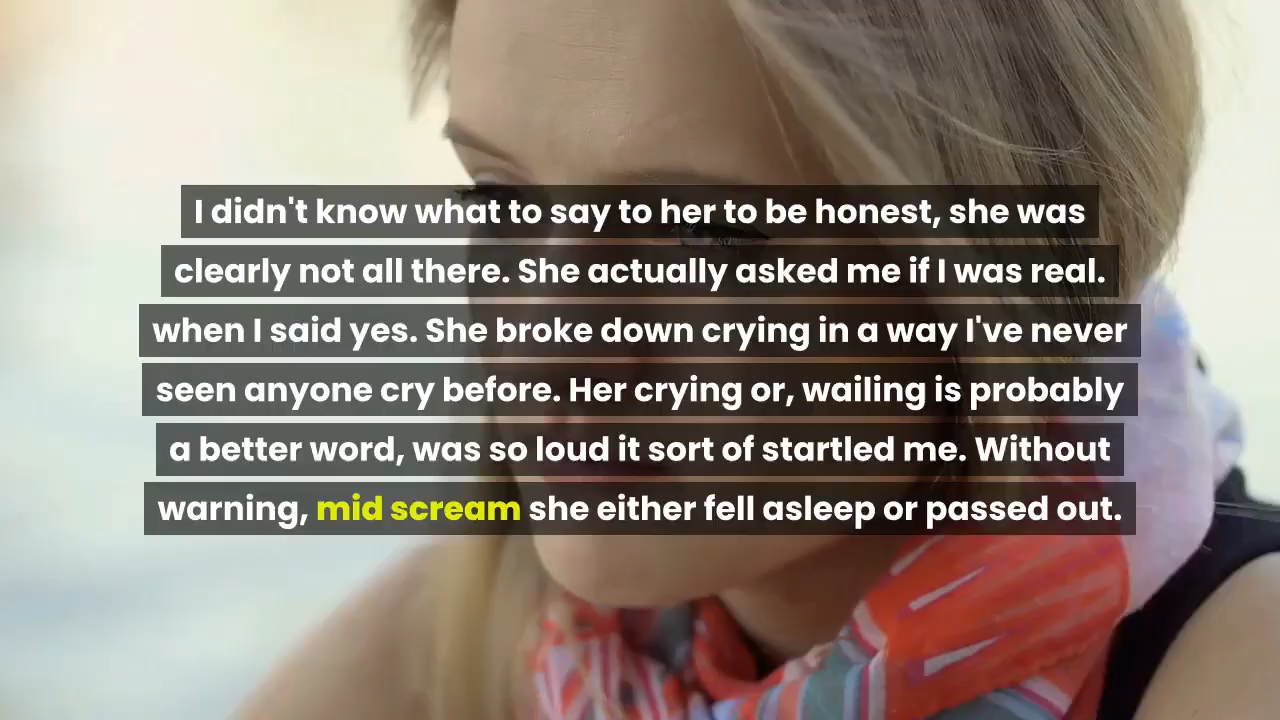 I didn't know what to say to her to be honest, she was
clearly not all there. She actually asked me if I was real.
when I said yes. She broke down crying in a way I've never
seen anyone cry before. Her crying or, wailing is probably
a better word, was so loud it sort of startled me. Without
warning, mid scream she either fell asleep or passed out.